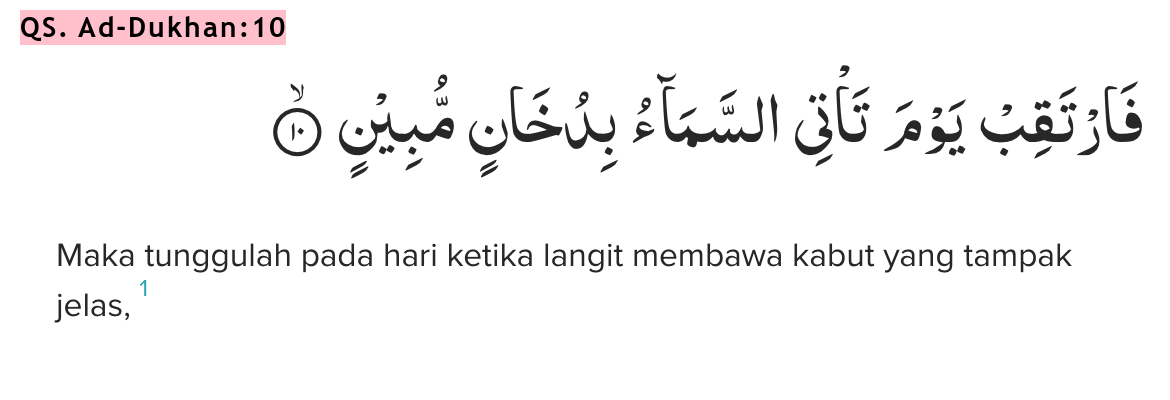 QS. Ad-Dukhan:10
فَارْتَقِبْ يَوْمَ تَأْتِى السَّمَاۤءُ بِدُخَانٍ مُّبِيْنٍ ۙ ١٠
Maka tunggulah pada hari ketika langit membawa kabut yang tampak
jelas, 1